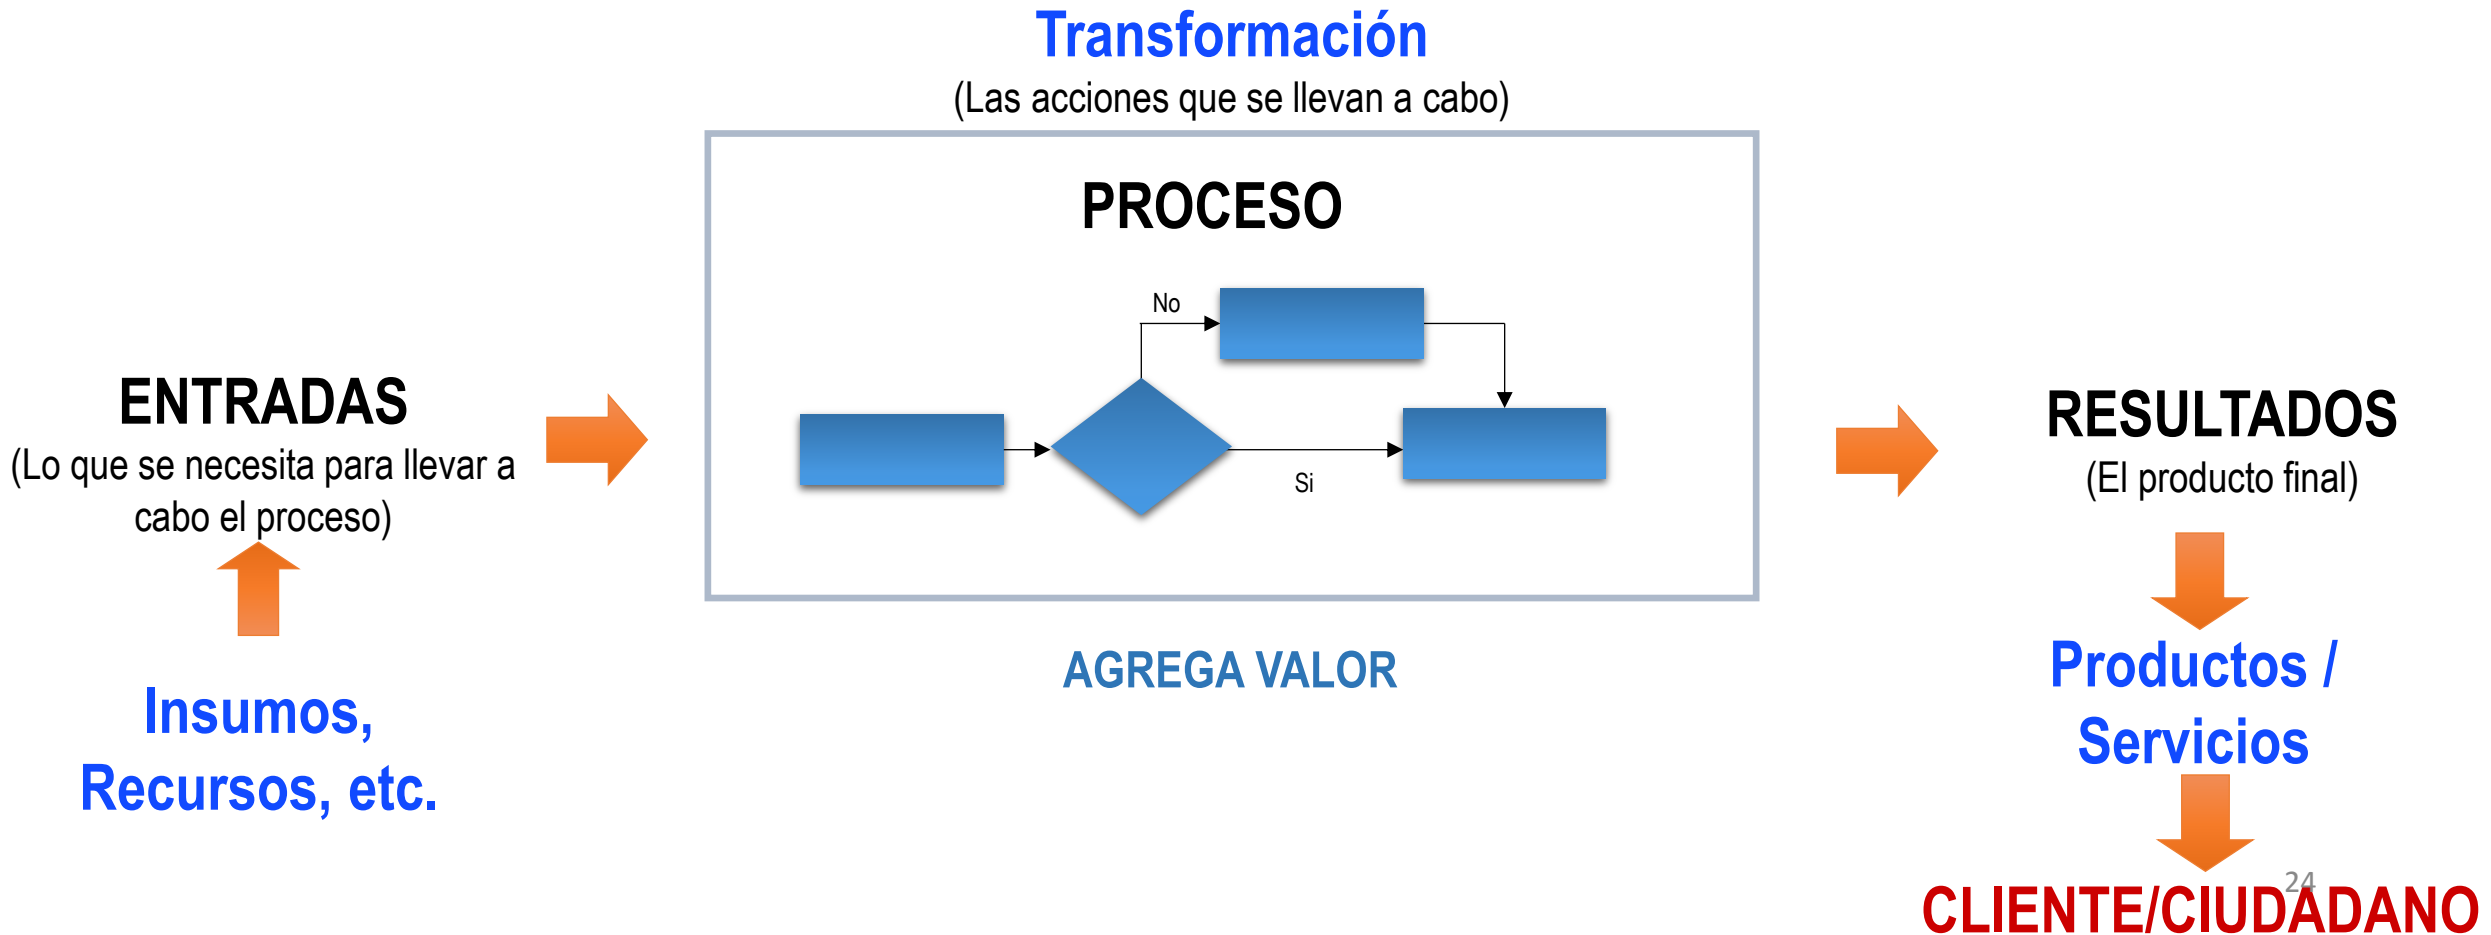 Transformación
(Las acciones que se llevan a cabo)
PROCESO
No
Si
ENTRADAS
(Lo que se necesita para llevar a
cabo el proceso)
Insumos,
Recursos, etc.
AGREGA VALOR
RESULTADOS
(El producto final)
Productos /
Servicios
24
CLIENTE/CIUDADANO